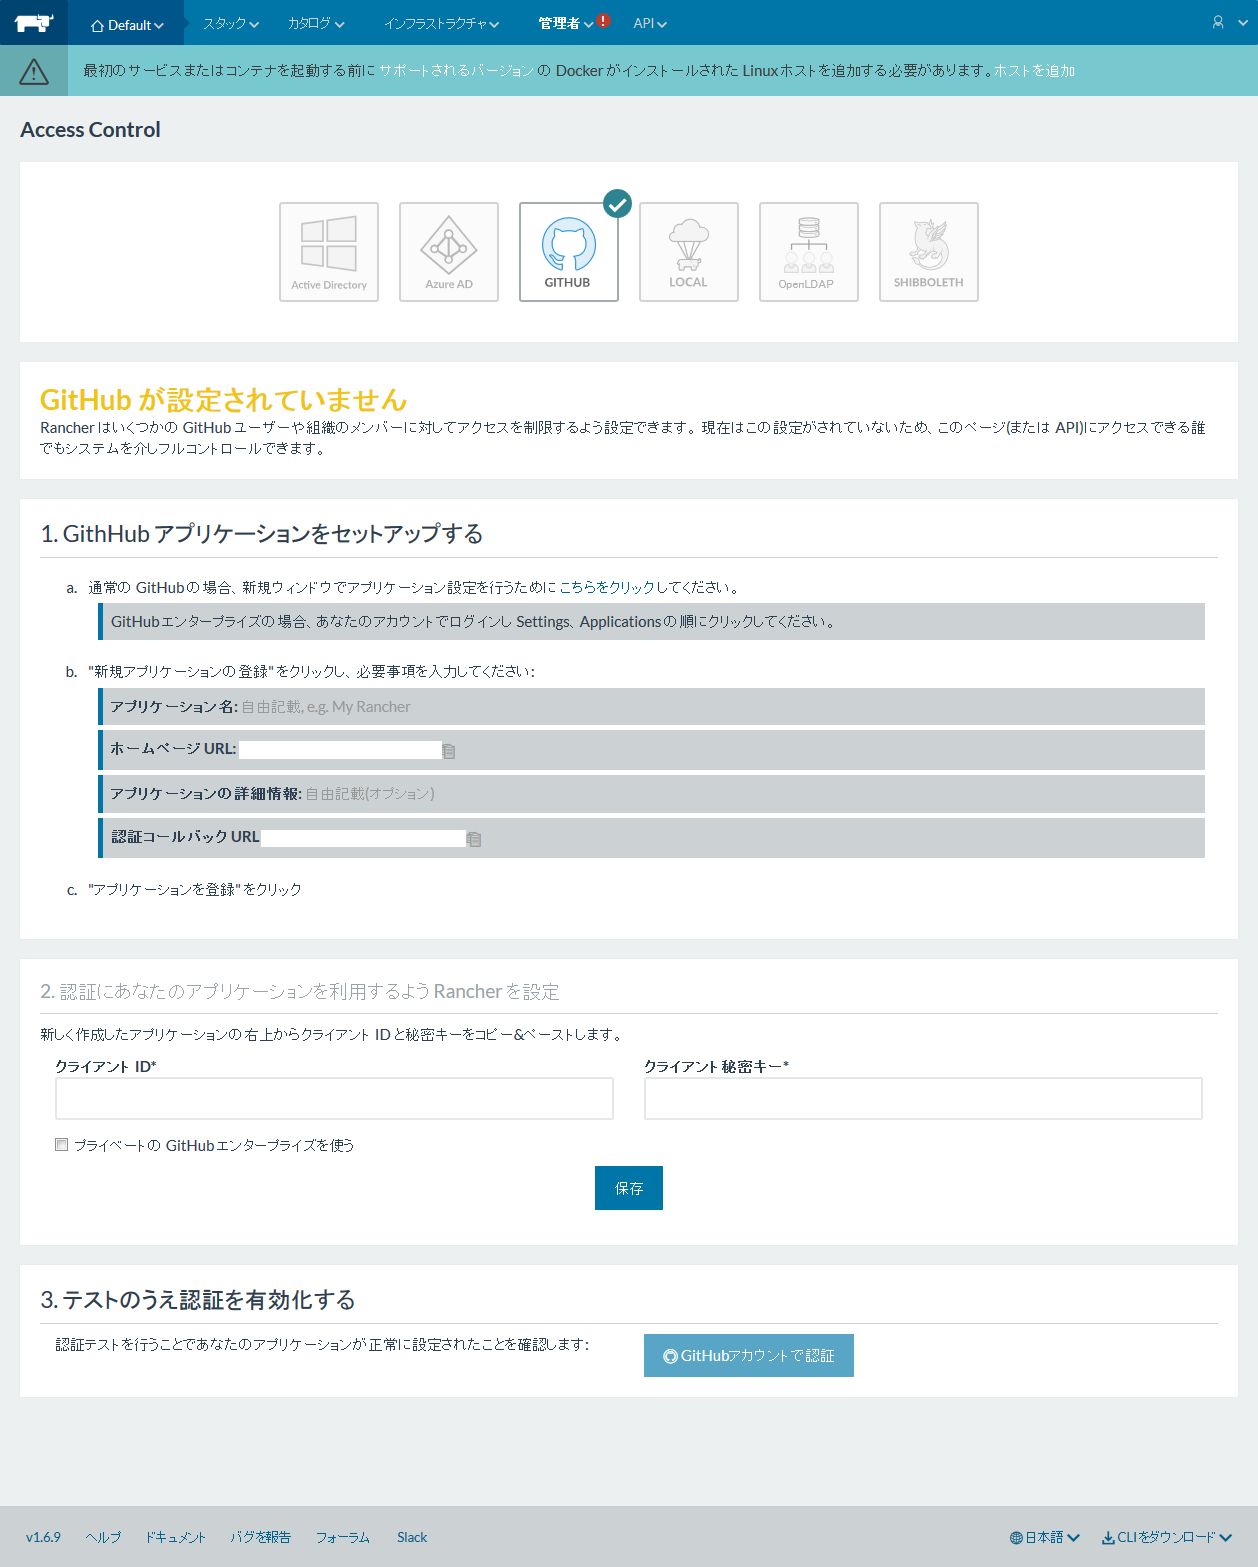 Default スタック カタログ インフラストラクチャ 管理者 ! API
最初のサービスまたはコンテナを起動する前に サポートされるバージョン の Docker がインストールされた Linux ホストを追加する必要があります。ホストを追加
Access Control
Active Directory Azure AD GITHUB LOCAL OpenLDAP SHIBBOLETH
GitHub が設定されていません
Rancher はいくつかの GitHub ユーザーや組織のメンバーに対してアクセスを制限するよう設定できます。現在はこの設定がされていないため、このページ(または API)にアクセスできる誰
でもシステムを介しフルコントロールできます。
1. GithHub アプリケーションをセットアップする
a. 通常の GitHub の場合、新規ウィンドウでアプリケーション設定を行うために こちらをクリック してください。
GitHub エンタープライズの場合、あなたのアカウントでログインし Settings、Applications の順にクリックしてください。
b. "新規アプリケーションの登録" をクリックし、必要事項を入力してください:
アプリケーション名: 自由記載, e.g. My Rancher
ホームページ URL:
アプリケーションの詳細情報: 自由記載(オプション)
認証コールバック URL
c. "アプリケーションを登録" をクリック
2. 認証にあなたのアプリケーションを利用するよう Rancher を設定
新しく作成したアプリケーションの右上からクライアント ID と秘密キーをコピー&ペーストします。
クライアント ID* クライアント秘密キー*
プライベートの GitHub エンタープライズを使う
保存
3. テストのうえ認証を有効化する
認証テストを行うことであなたのアプリケーションが正常に設定されたことを確認します: GitHubアカウントで認証
v1.6.9 ヘルプ ドキュメント バグを報告 フォーラム Slack 日本語 CLIをダウンロード